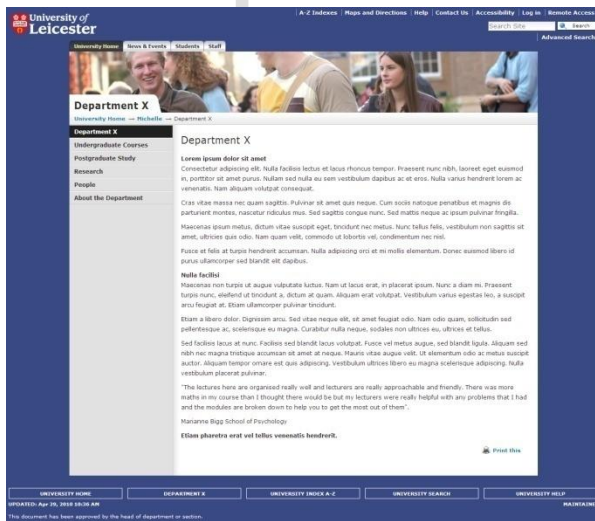 A-Z Indexes | Maps and Directions | Help | Contact Us | Accessibility | Log in | Remote Access
University of
Leicester
Search Site
Search
Advanced Search
University Home
News & Events
Students
Staff
Department X
University Home → Michelle → Department X
Department X
Undergraduate Courses
Postgraduate Study
Research
People
About the Department
Department X
Lorem ipsum dolor sit amet
Consectetur adipiscing elit. Nulla facilisis lectus et lacus rhoncus tempor. Praesent nunc nibh, laoreet eget euismod
in, porttitor sit amet purus. Nullam sed nulla eu sem vestibulum dapibus ac et eros. Nulla varius hendrerit lorem ac
venenatis. Nam aliquam volutpat consequat.
Cras vitae massa nec quam sagittis. Pulvinar sit amet quis neque. Cum sociis natoque penatibus et magnis dis
parturient montes, nascetur ridiculus mus. Sed sagittis congue nunc. Sed mattis neque ac ipsum pulvinar fringilla.
Maecenas ipsum metus, dictum vitae suscipit eget, tincidunt nec metus. Nunc tellus felis, vestibulum non sagittis sit
amet, ultricies quis odio. Nam quam velit, commodo ut lobortis vel, condimentum nec nisl.
Fusce et felis at turpis hendrerit accumsan. Nulla adipiscing orci et mi mollis elementum. Donec euismod libero id
purus ullamcorper sed blandit elit dapibus.
Nulla facilisi
Maecenas non turpis ut augue vulputate luctus. Nam ut lacus erat, in placerat ipsum. Nunc a diam mi. Praesent
turpis nunc, eleifend ut tincidunt a, dictum at quam. Aliquam erat volutpat. Vestibulum varius egestas leo, a suscipit
arcu feugiat at. Etiam ullamcorper pulvinar tincidunt.
Etiam a libero dolor. Dignissim arcu. Sed vitae neque elit, sit amet feugiat odio. Nam odio quam, sollicitudin sed
pellentesque ac, scelerisque eu magna. Curabitur nulla neque, sodales non ultrices eu, ultrices et tellus.
Sed facilisis lacus at nunc. Facilisis sed blandit lacus volutpat. Fusce vel metus augue, sed blandit ligula. Aliquam sed
nibh nec magna tristique accumsan sit amet at neque. Mauris vitae augue velit. Ut elementum odio ac metus suscipit
auctor. Aliquam tempor ornare est quis adipiscing. Vestibulum ultrices libero eu magna scelerisque adipiscing. Nulla
vestibulum placerat pulvinar.
"The lectures here are organised really well and lecturers are really approachable and friendly. There was more
maths in my course than I thought there would be but my lecturers were really helpful with any problems that I had
and the modules are broken down to help you to get the most out of them".
Marianne Bigg School of Psychology
Etiam pharetra erat vel tellus venenatis hendrerit.
Print this
UNIVERSITY HOME
DEPARTMENT X
UNIVERSITY INDEX A-Z
UNIVERSITY SEARCH
UNIVERSITY HELP
UPDATED: Apr 29, 2010 10:36 AM
MAINTAINE
This document has been approved by the head of department or section.